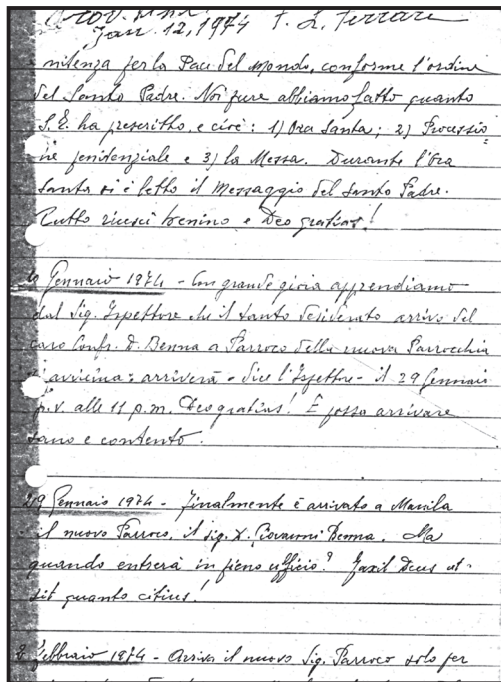 Jan. 12, 1974 F. L. Ferrari
nitenza per la Pace del Mondo, conforme l'ordine
del Santo Padre. Noi pure abbiamo fatto quanto
S. E. ha prescritto, e cioè: 1) Ora Santa; 2) Processio-
ne penitenziale e 3) la Messa. Durante l'Ora
Santa si è letto il Messaggio del Santo Padre.
Tutto riuscì benino e Deo gratias!
Gennaio 1974 - Con grande gioia apprendiamo
dal Sig. Ispettore che il tanto desiderato arrivo del
caro Confr. D. Benna a Parroco della nuova Parrocchia
s'avvicina: arriverà - dice l'Ispettore - il 29 Gennaio
p.v. alle 11 p.m. Deo gratias! E possa arrivare
sano e contento.
29 Gennaio 1974 - Finalmente è arrivato a Manila
il nuovo Parroco, il sig. D. Giovanni Benna. Ma
quando entrerà in pieno ufficio? Faxit Deus ut
sit quanto citius!
Febbraio 1974 - Arriva il nuovo Sig. Parroco solo per